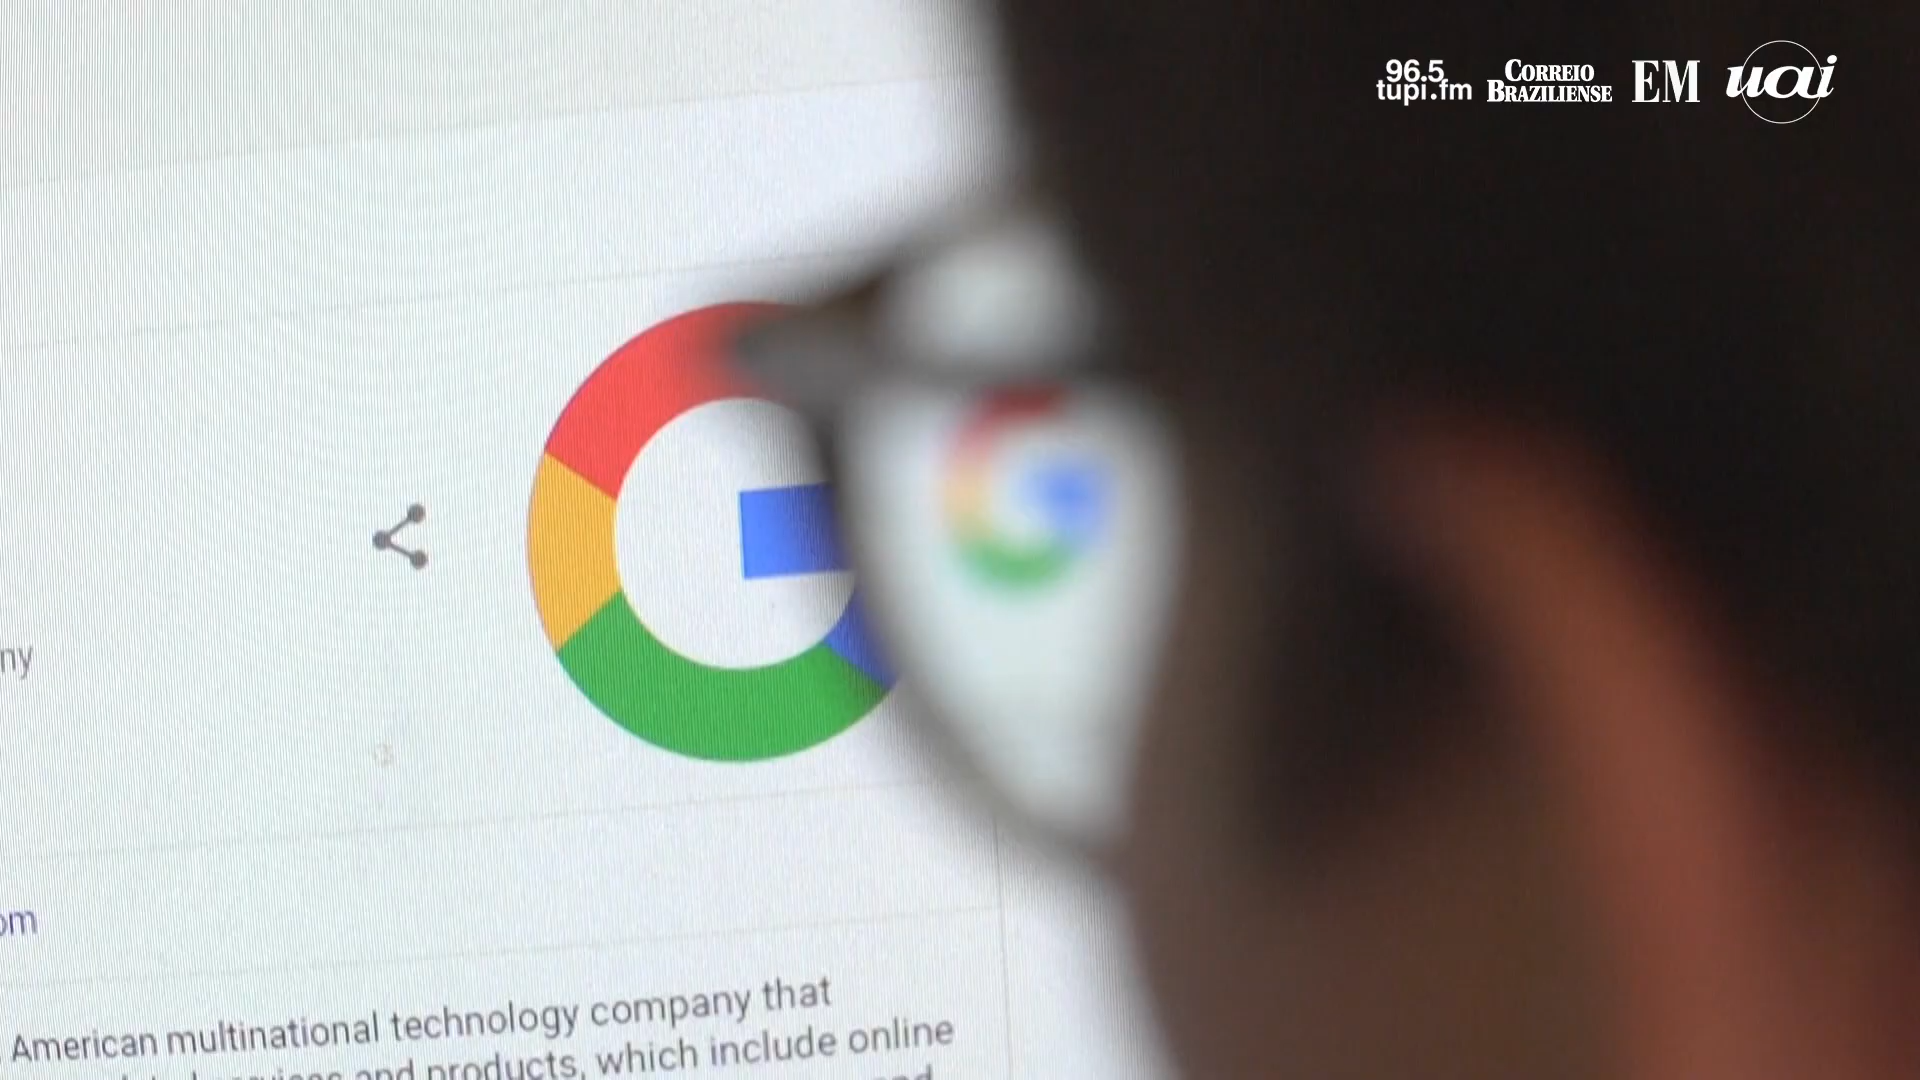 96.5
tupi.fm
CORREIO
BRAZILIENSE
EM
uai
ny
om
American multinational technology company that
and products, which include online